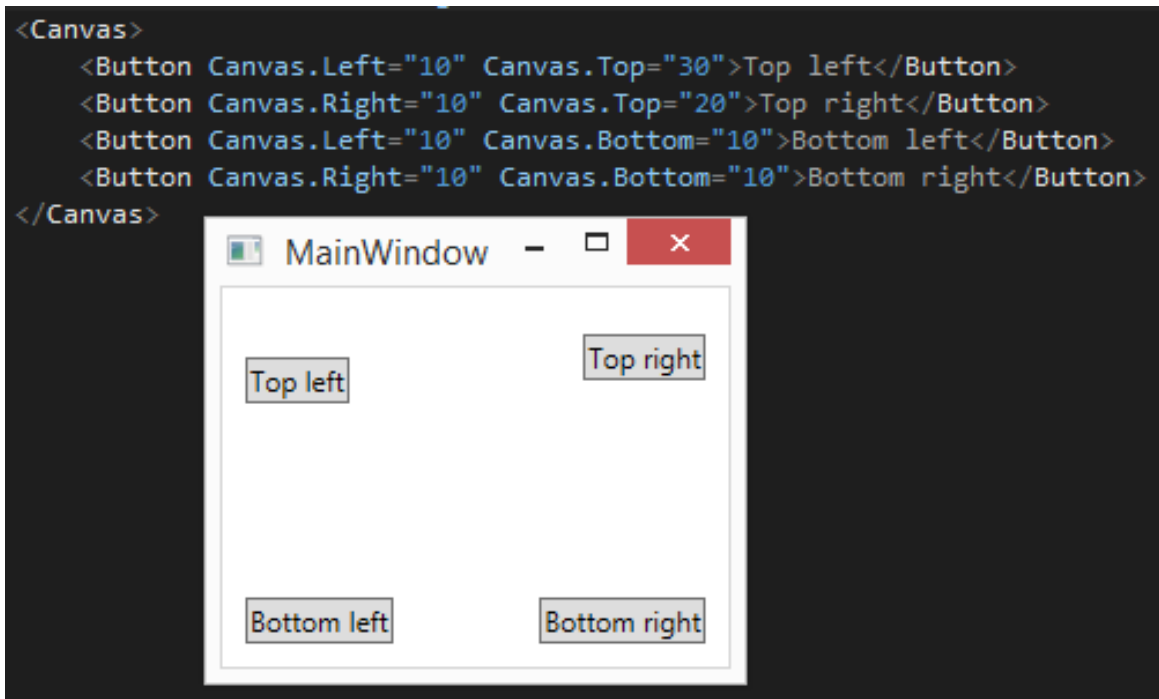 <Canvas>
    <Button Canvas.Left="10" Canvas.Top="30">Top left</Button>
    <Button Canvas.Right="10" Canvas.Top="20">Top right</Button>
    <Button Canvas.Left="10" Canvas.Bottom="10">Bottom left</Button>
    <Button Canvas.Right="10" Canvas.Bottom="10">Bottom right</Button>
</Canvas>
MainWindow
Top right
Top left
Bottom left Bottom right